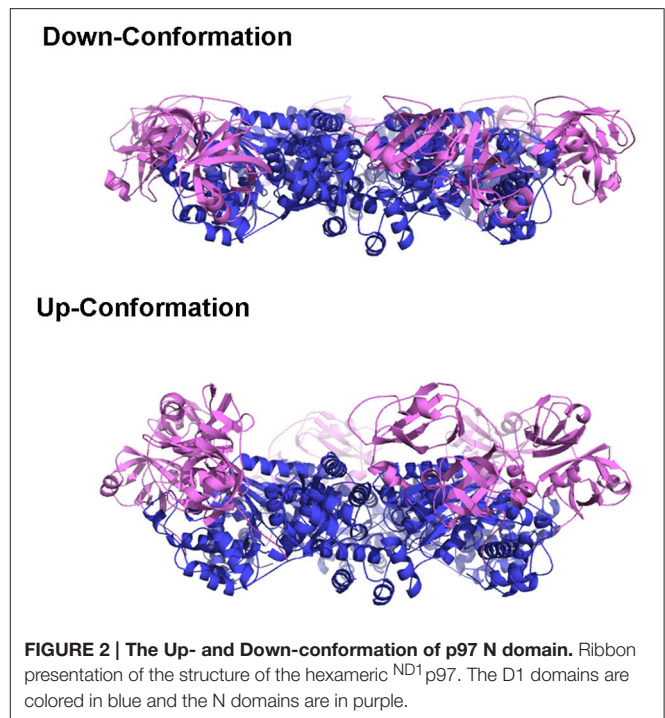 Down-Conformation
Up-Conformation
FIGURE 2 | The Up- and Down-conformation of p97 N domain. Ribbon
presentation of the structure of the hexameric ND1p97. The D1 domains are
colored in blue and the N domains are in purple.